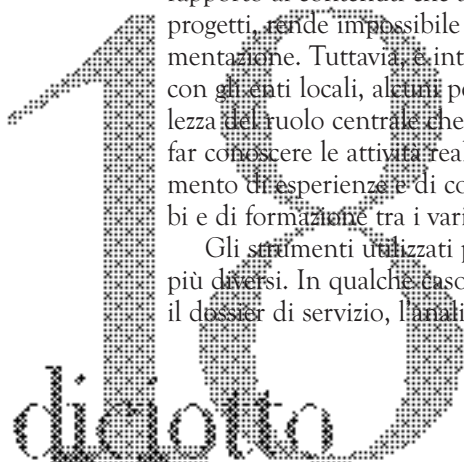 rapporto ai contenuti che
progetti, rende impossibile
mentazione. Tuttavia, è int
con gli enti locali, alcuni p
lezza del ruolo centrale che
far conoscere le attività real
mento di esperienze e di co
bi e di formazione tra i vari
Gli strumenti utilizzati p
più diversi. In qualche caso
il dossier di servizio, l'anali
18
diciotto